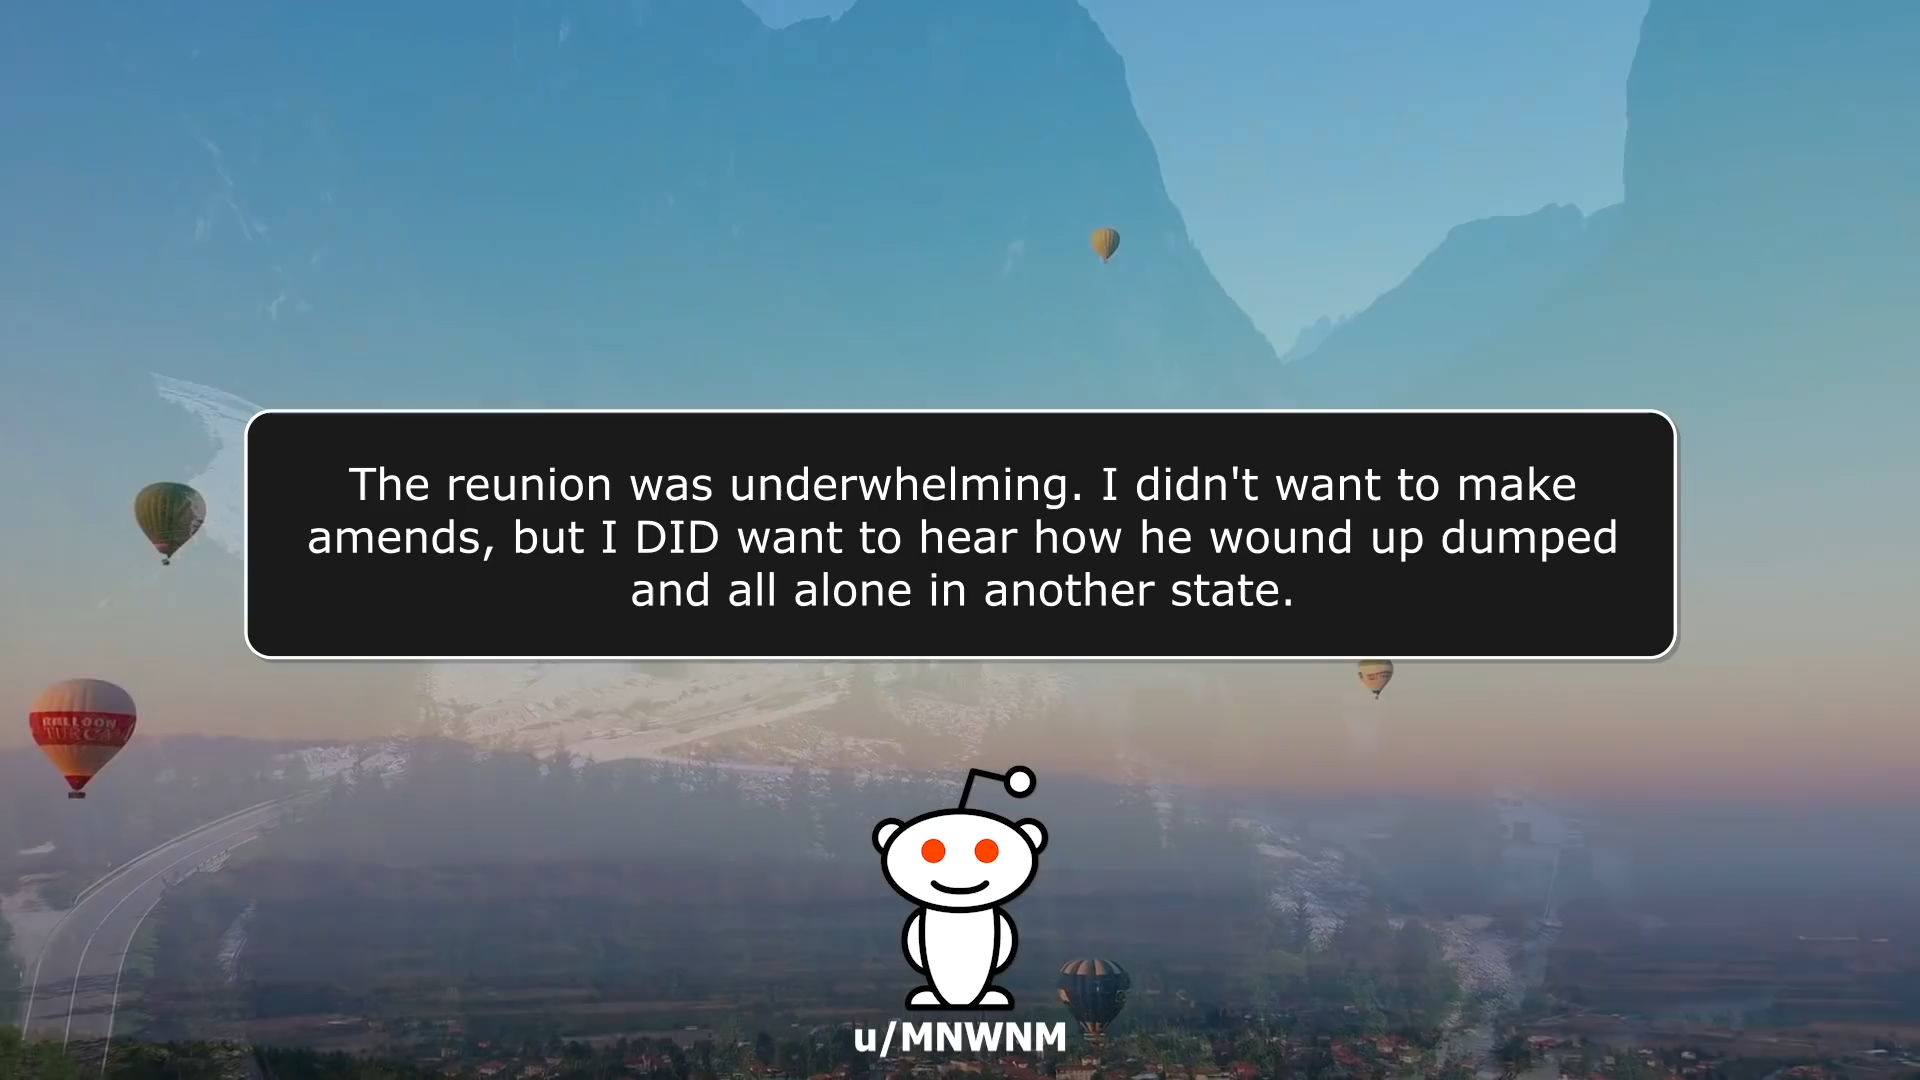 The reunion was underwhelming. I didn't want to make
amends, but I DID want to hear how he wound up dumped
and all alone in another state.
BALLOON
u/MNWNM